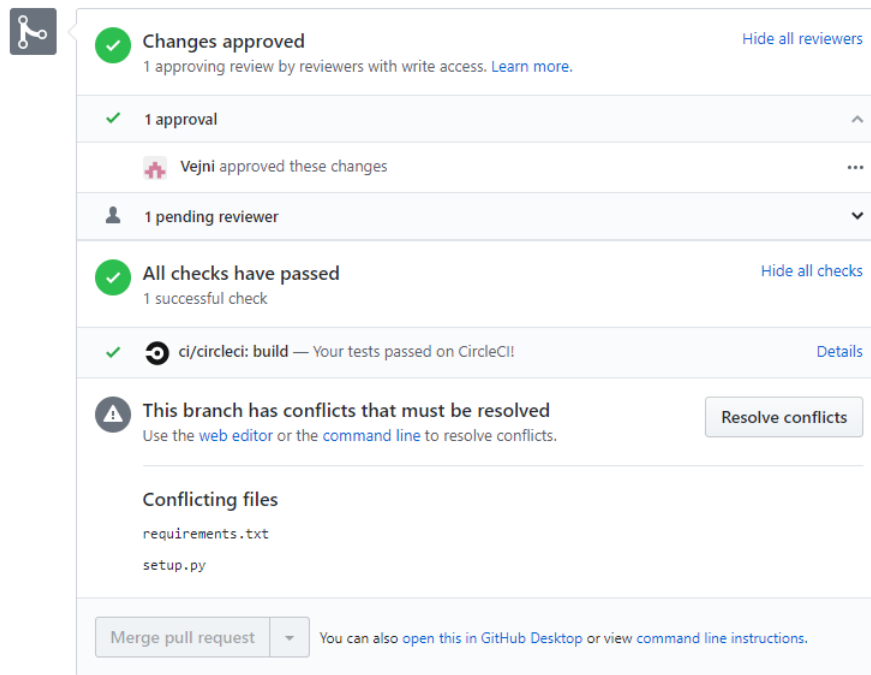 Changes approved
Hide all reviewers
1 approving review by reviewers with write access. Learn more.
1 approval
Vejni approved these changes
1 pending reviewer
All checks have passed
Hide all checks
1 successful check
ci/circleci: build — Your tests passed on CircleCI!
Details
This branch has conflicts that must be resolved
Resolve conflicts
Use the web editor or the command line to resolve conflicts.
Conflicting files
requirements.txt
setup.py
Merge pull request
You can also open this in GitHub Desktop or view command line instructions.